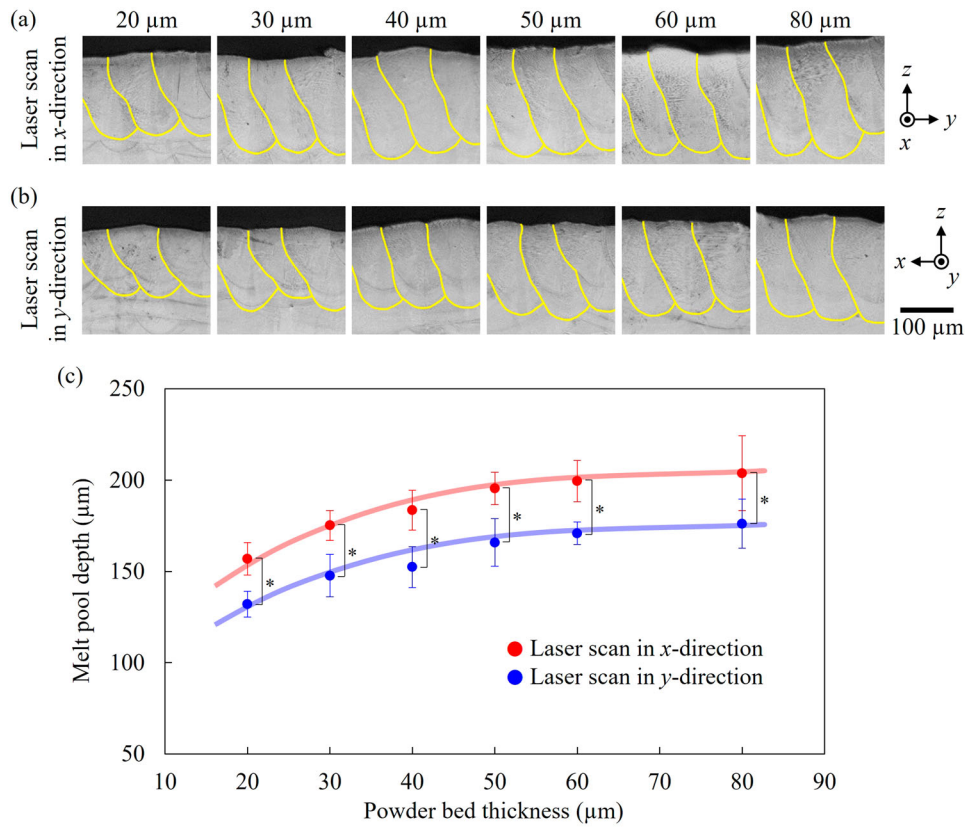 (a)
20 µm 30 µm 40 µm 50 µm 60 µm 80 µm
Laser scan
in x-direction
z
y
x
(b)
Laser scan
in y-direction
z
x
y
100 µm
(c)
250
200
150
100
50
Melt pool depth (µm)
* * * * * *
Laser scan in x-direction
Laser scan in y-direction
10 20 30 40 50 60 70 80 90
Powder bed thickness (µm)